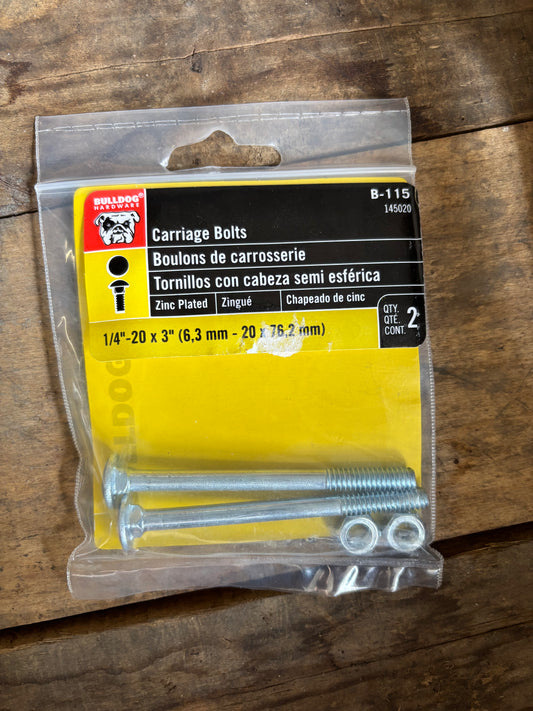 BULLDOG®
HARDWARE
B-115
145020
Carriage Bolts
Boulons de carrosserie
Tornillos con cabeza semi esférica
Zinc Plated Zingué Chapeado de cinc
1/4"-20 x 3" (6,3 mm - 20 x 76,2 mm)
QTY.
QTÉ.
CONT.
2
LLDOG